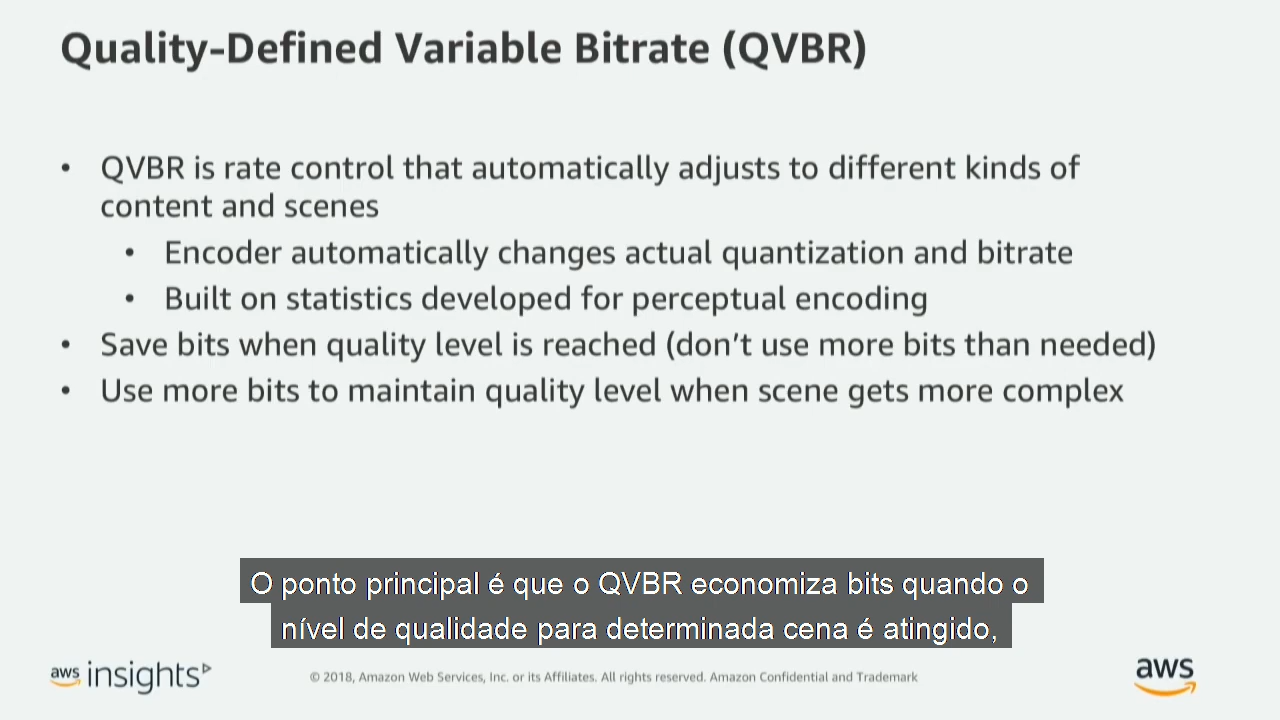 Quality-Defined Variable Bitrate (QVBR)
• QVBR is rate control that automatically adjusts to different kinds of
content and scenes
• Encoder automatically changes actual quantization and bitrate
• Built on statistics developed for perceptual encoding
• Save bits when quality level is reached (don’t use more bits than needed)
• Use more bits to maintain quality level when scene gets more complex
O ponto principal é que o QVBR economiza bits quando o
nível de qualidade para determinada cena é atingido,
aws insights
© 2018, Amazon Web Services, Inc. or its Affiliates. All rights reserved. Amazon Confidential and Trademark
aws